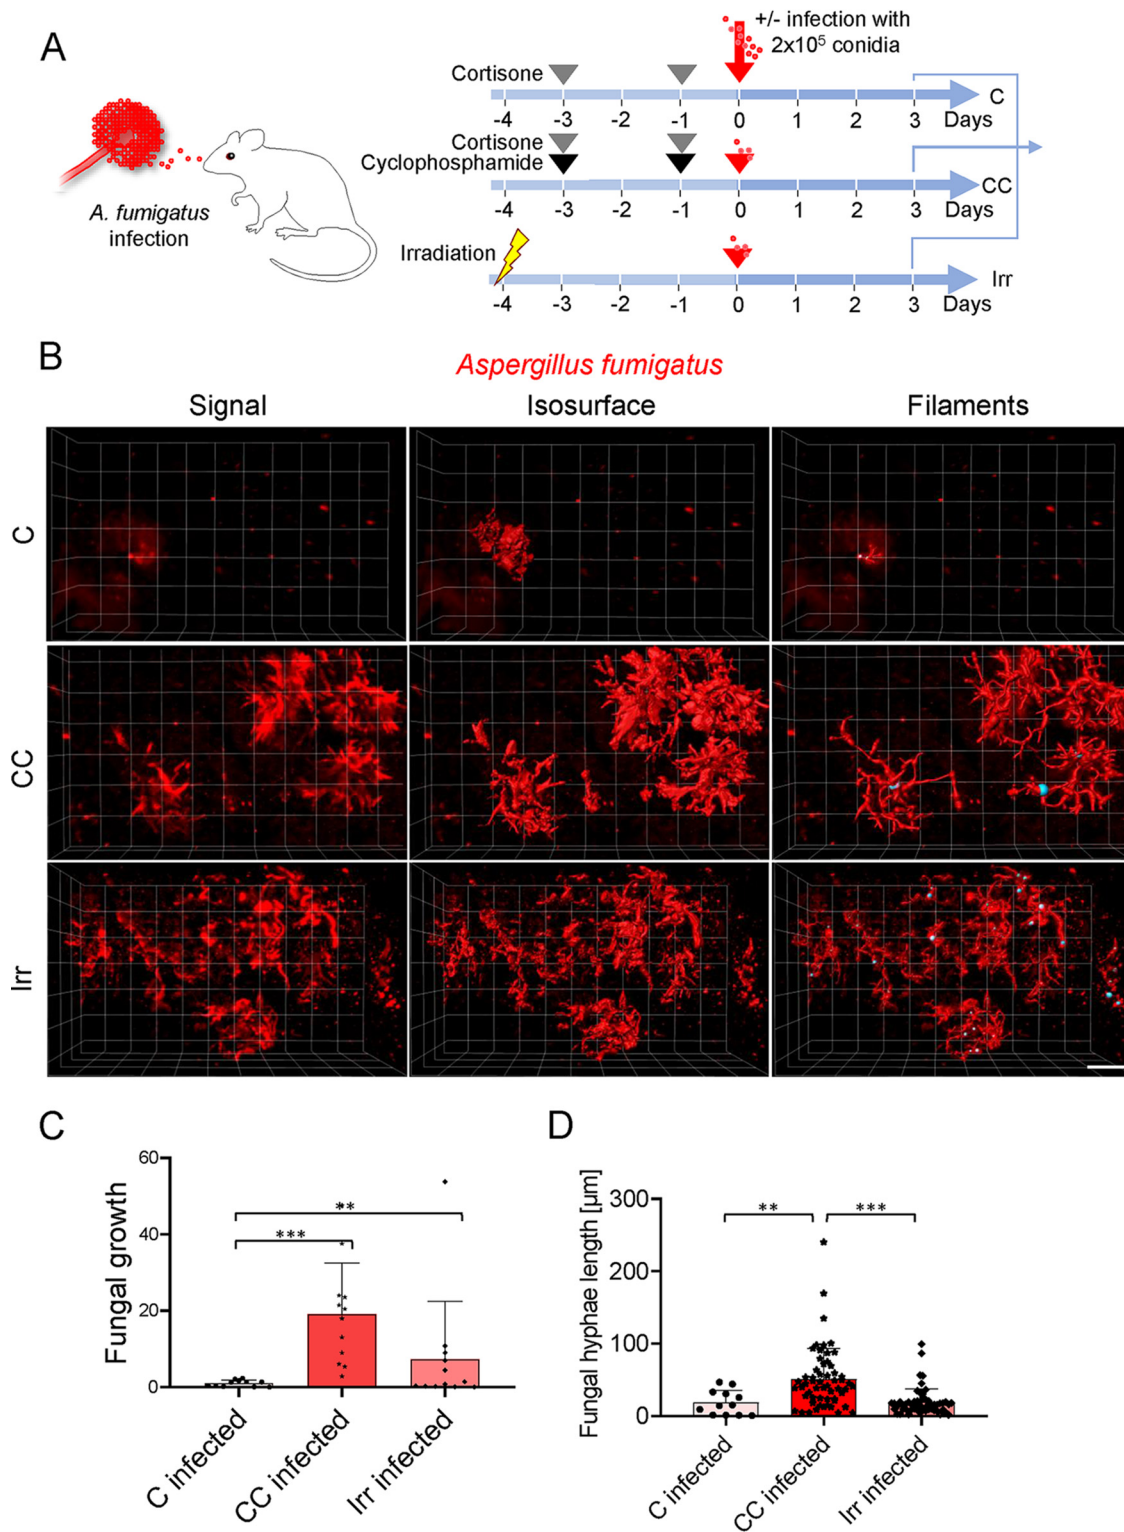 A
+/- infection with
2x10⁵ conidia
Cortisone
C
-4 -3 -2 -1 0 1 2 3 Days
Cortisone
Cyclophosphamide
CC
-4 -3 -2 -1 0 1 2 3 Days
Irradiation
Irr
-4 -3 -2 -1 0 1 2 3 Days
A. fumigatus
infection
B
Aspergillus fumigatus
Signal Isosurface Filaments
C
CC
Irr
C
Fungal growth
60
40
20
0
**
***
C infected
CC infected
Irr infected
D
Fungal hyphae length [µm]
300
200
100
0
** ***
C infected
CC infected
Irr infected